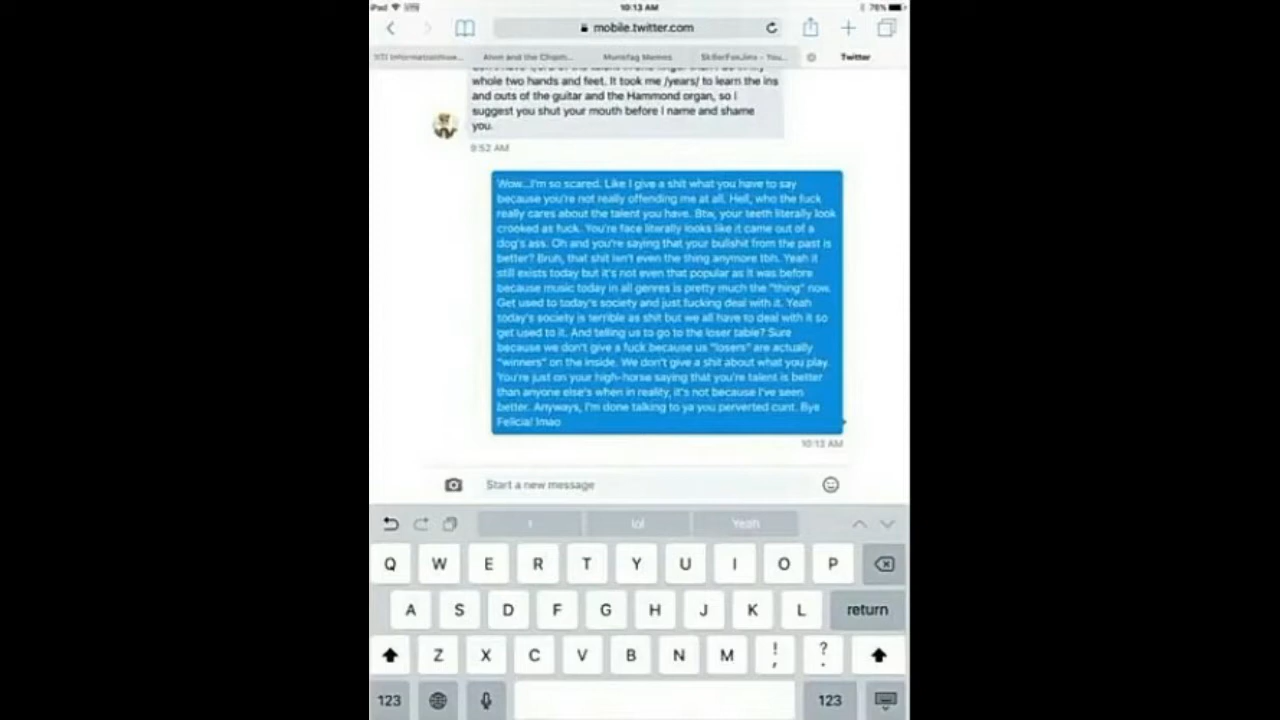 iPad
10:13 AM
76%
mobile.twitter.com
Alvin and the Chipm...
Munsfag Memes
Sk8erFoxJinx - You...
Twitter
whole two hands and feet. It took me /years/ to learn the ins
and outs of the guitar and the Hammond organ, so I
suggest you shut your mouth before I name and shame
you.
9:52 AM
Wow...I'm so scared. Like I give a shit what you have to say
because you're not really offending me at all. Hell, who the fuck
really cares about the talent you have. Btw, your teeth literally look
crooked as fuck. You're face literally looks like it came out of a
dog's ass. Oh and you're saying that your bullshit from the past is
better? Bruh, that shit isn't even the thing anymore tbh. Yeah it
still exists today but it's not even that popular as it was before
because music today in all genres is pretty much the "thing" now.
Get used to today's society and just fucking deal with it. Yeah
today's society is terrible as shit but we all have to deal with it so
get used to it. And telling us to go to the loser table? Sure
because we don't give a fuck because us "losers" are actually
"winners" on the inside. We don't give a shit about what you play.
You're just on your high-horse saying that you're talent is better
than anyone else's when in reality, it's not because I've seen
better. Anyways, I'm done talking to ya you perverted cunt. Bye
Felicia! lmao
10:13 AM
Start a new message
I lol Yeah
Q W E R T Y U I O P
A S D F G H J K L return
Z X C V B N M ! , ? .
123 123